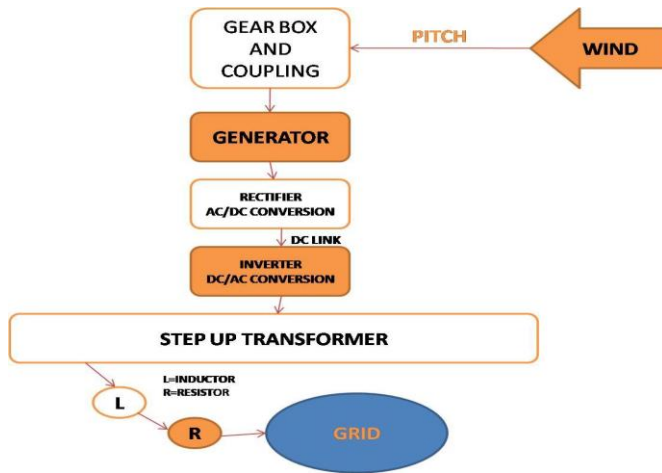 GEAR BOX
AND
COUPLING
PITCH
WIND
GENERATOR
RECTIFIER
AC/DC CONVERSION
DC LINK
INVERTER
DC/AC CONVERSION
STEP UP TRANSFORMER
L=INDUCTOR
R=RESISTOR
L
R
GRID